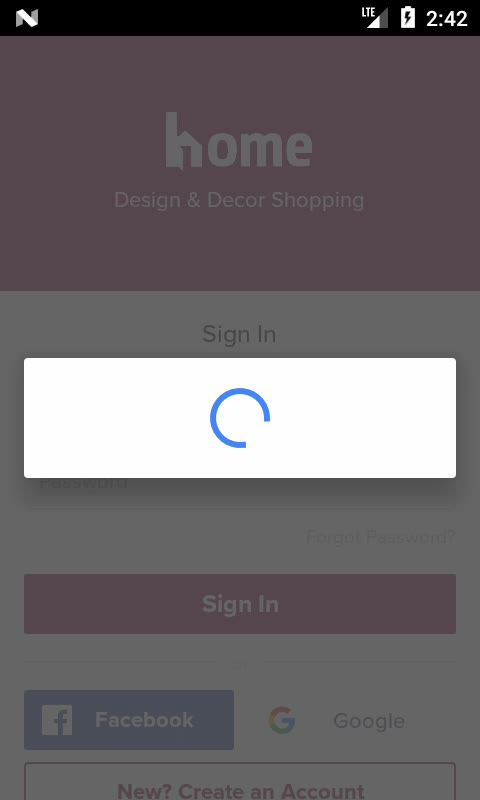 LTE 2:42
home
Design & Decor Shopping
Sign In
Password
Forgot Password?
Sign In
or
Facebook
Google
New? Create an Account